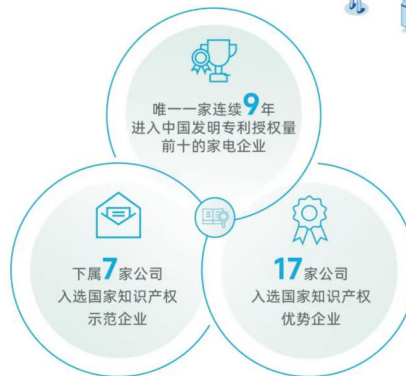 唯一一家连续9年
进入中国发明专利授权量
前十的家电企业
下属7家公司
入选国家知识产权
示范企业
17家公司
入选国家知识产权
优势企业